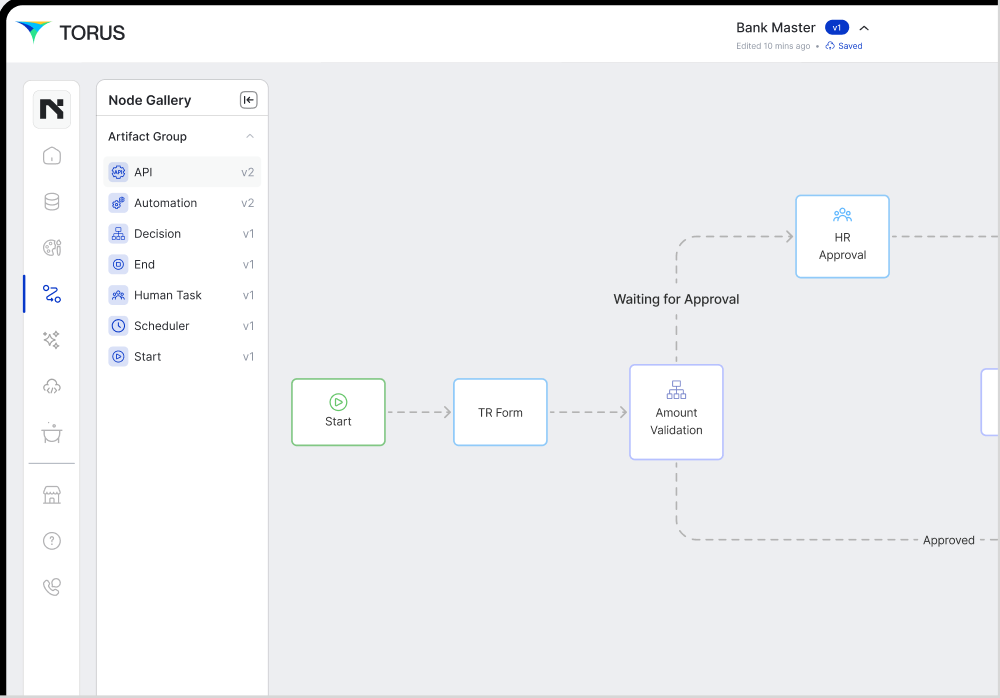 TORUS
Bank Master v1
Edited 10 mins ago • Saved
Node Gallery
Artifact Group
API v2
Automation v2
Decision v1
End v1
Human Task v1
Scheduler v1
Start v1
HR
Approval
Waiting for Approval
Start
TR Form
Amount
Validation
Approved